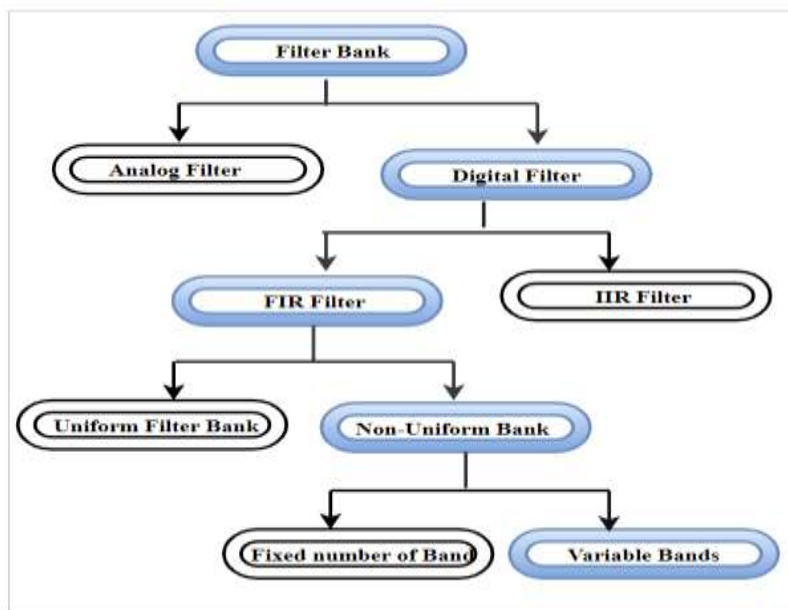 Filter Bank
Analog Filter
Digital Filter
FIR Filter
IIR Filter
Uniform Filter Bank
Non-Uniform Bank
Fixed number of Band
Variable Bands